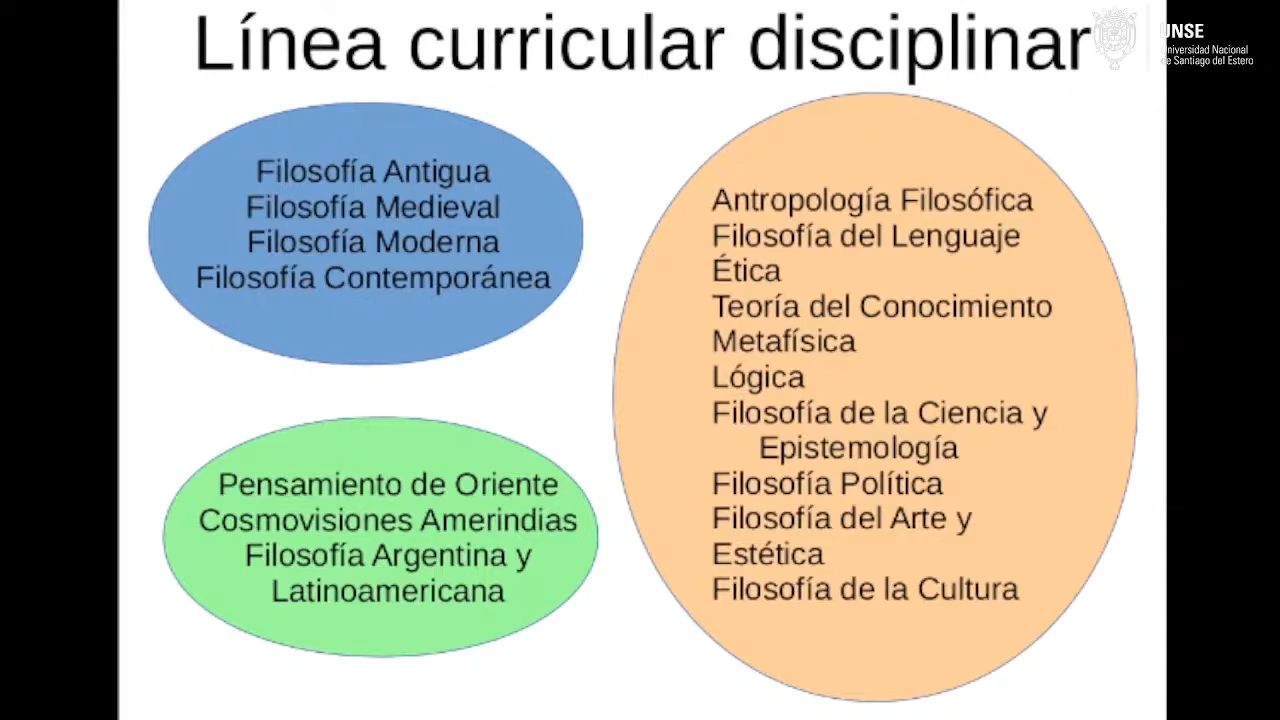 Línea curricular disciplinar
UNSE
Universidad Nacional
de Santiago del Estero
Filosofía Antigua
Filosofía Medieval
Filosofía Moderna
Filosofía Contemporánea
Pensamiento de Oriente
Cosmovisiones Amerindias
Filosofía Argentina y
Latinoamericana
Antropología Filosófica
Filosofía del Lenguaje
Ética
Teoría del Conocimiento
Metafísica
Lógica
Filosofía de la Ciencia y
Epistemología
Filosofía Política
Filosofía del Arte y
Estética
Filosofía de la Cultura